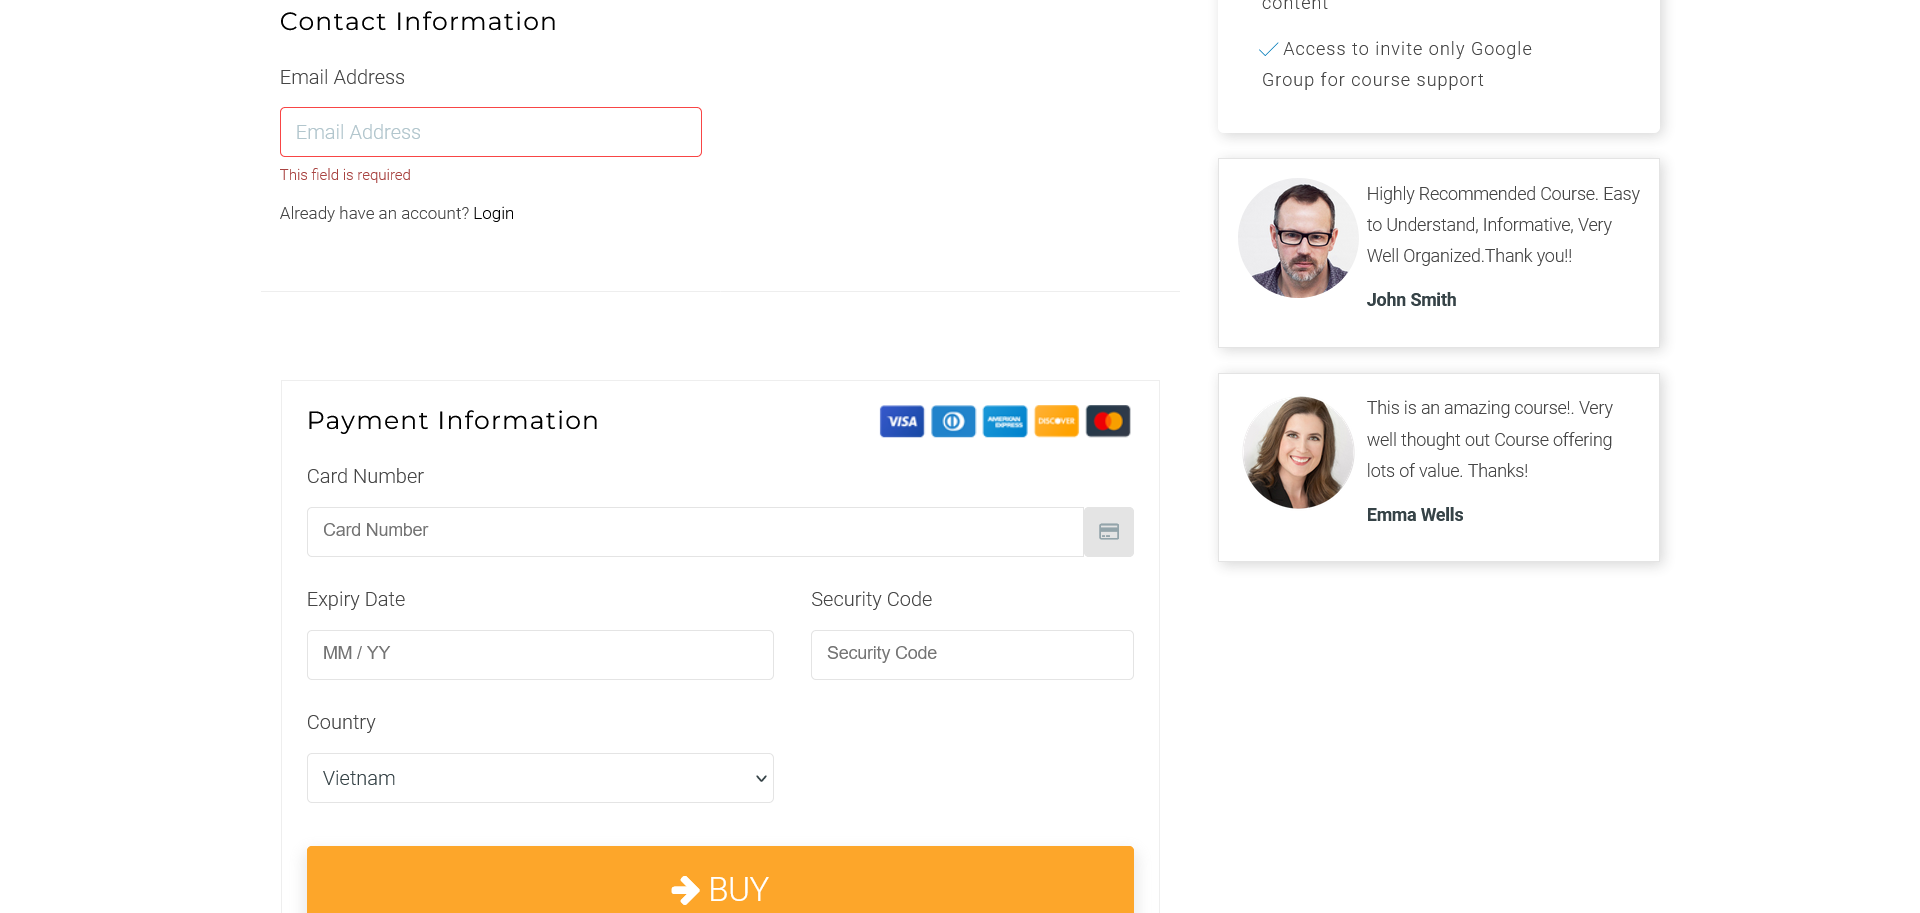 Contact Information
Email Address
Email Address
This field is required
Already have an account? Login
Payment Information
VISA
AMERICAN EXPRESS
DISCOVER
Card Number
Card Number
Expiry Date
Security Code
MM / YY
Security Code
Country
Vietnam
BUY
content
Access to invite only Google
Group for course support
Highly Recommended Course. Easy
to Understand, Informative, Very
Well Organized.Thank you!!
John Smith
This is an amazing course!. Very
well thought out Course offering
lots of value. Thanks!
Emma Wells